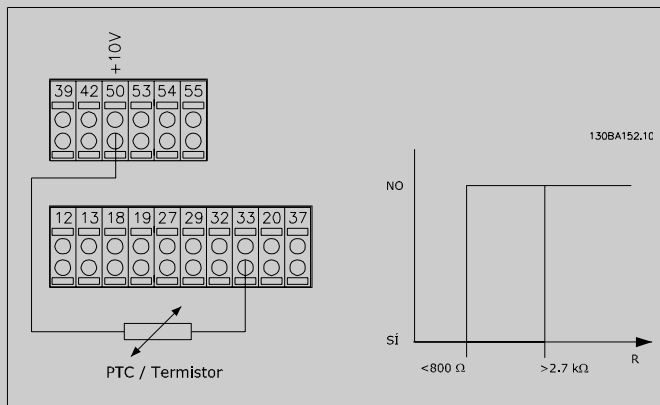 +10V
39 42 50 53 54 55
130BA152.10
NO
12 13 18 19 27 29 32 33 20 37
SÍ
<800 Ω >2.7 kΩ R
PTC / Termistor